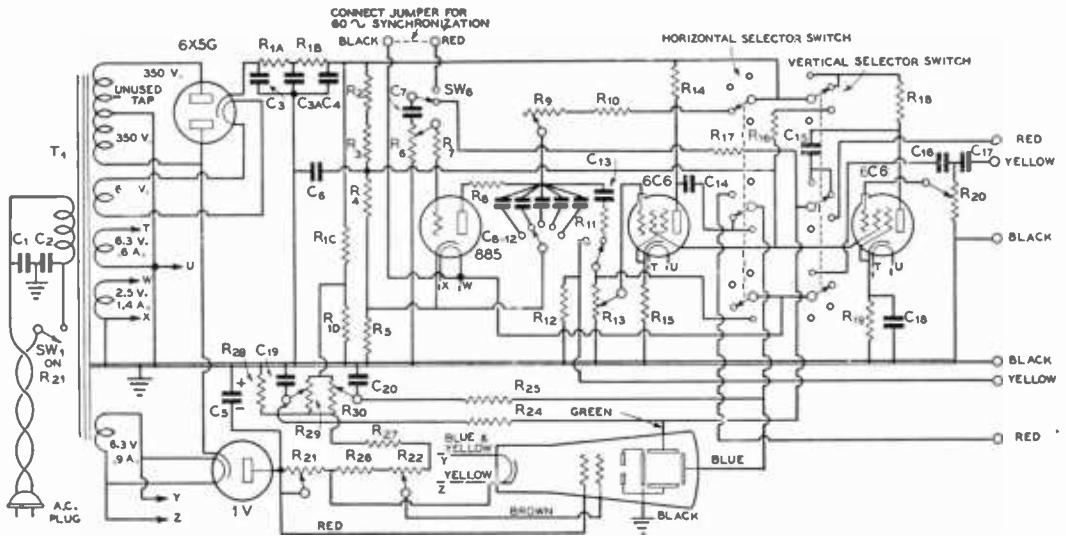 CONNECT JUMPER FOR
60 ~ SYNCHRONIZATION
BLACK
RED
HORIZONTAL SELECTOR SWITCH
VERTICAL SELECTOR SWITCH
6X5G
R1A
R1B
350 V.
UNUSED
TAP
350 V.
C3
C3A
C4
R2
C7
SW6
R9
R10
R14
R18
R17
R16
C15
RED
C16
C17
YELLOW
T1
R3
R6
R7
C6
R4
R8
C13
6C6
C14
6C6
R20
6.3 V.
.6 A.
T
U
R1C
C8-12
885
R11
X
W
T
U
T
U
BLACK
C1
C2
W
2.5 V.
1.4 A.
X
R1D
R5
R12
R13
R15
R19
C18
SW1
ON
R21
R28
C19
C20
BLACK
YELLOW
C5
+
-
R29
R30
R25
R24
GREEN
RED
6.3 V.
.9 A.
R27
BLUE &
YELLOW
Y
R21
R26
R22
YELLOW
Z
BLUE
A.C.
PLUG
Y
Z
1V
RED
BROWN
BLACK